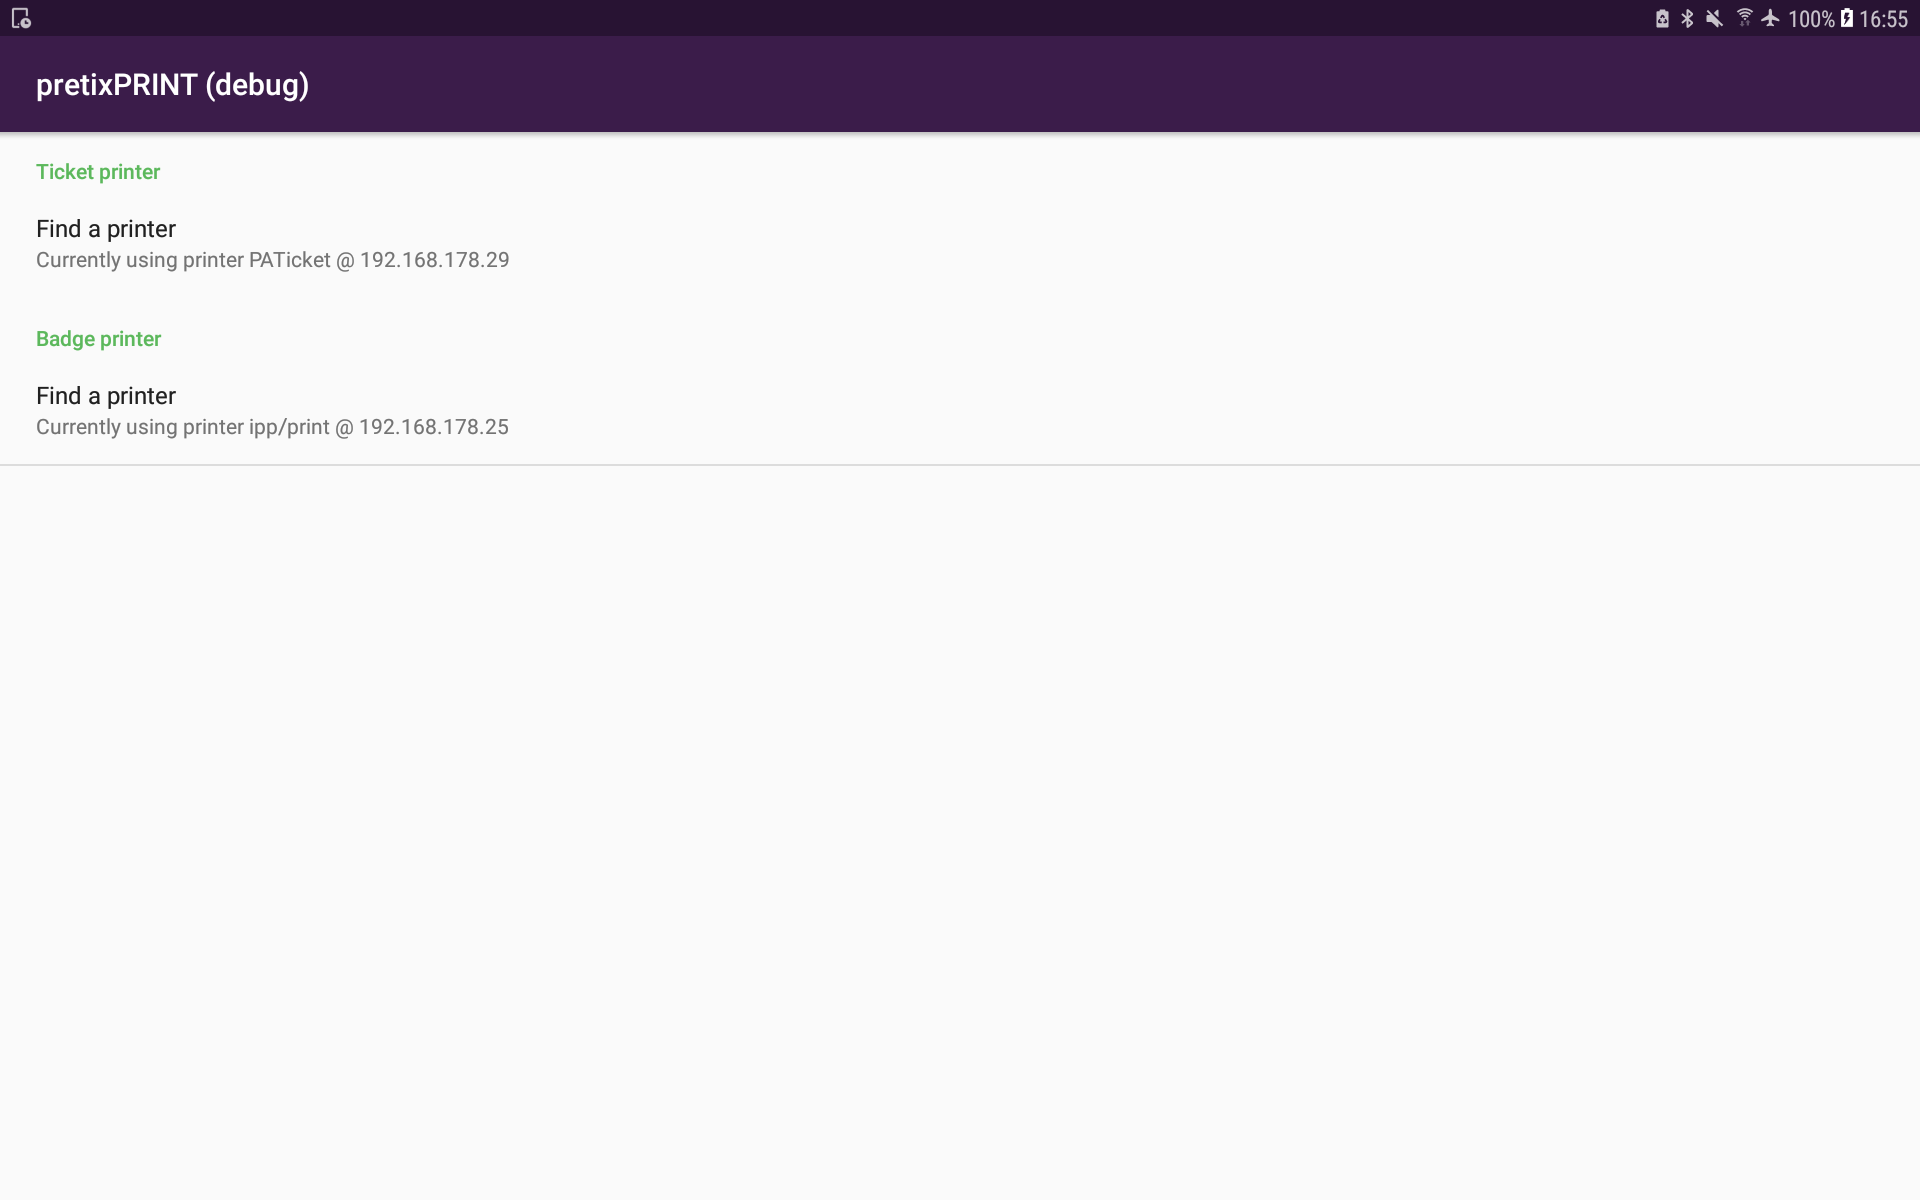 100% 16:55
pretixPRINT (debug)
Ticket printer
Find a printer
Currently using printer PATicket @ 192.168.178.29
Badge printer
Find a printer
Currently using printer ipp/print @ 192.168.178.25